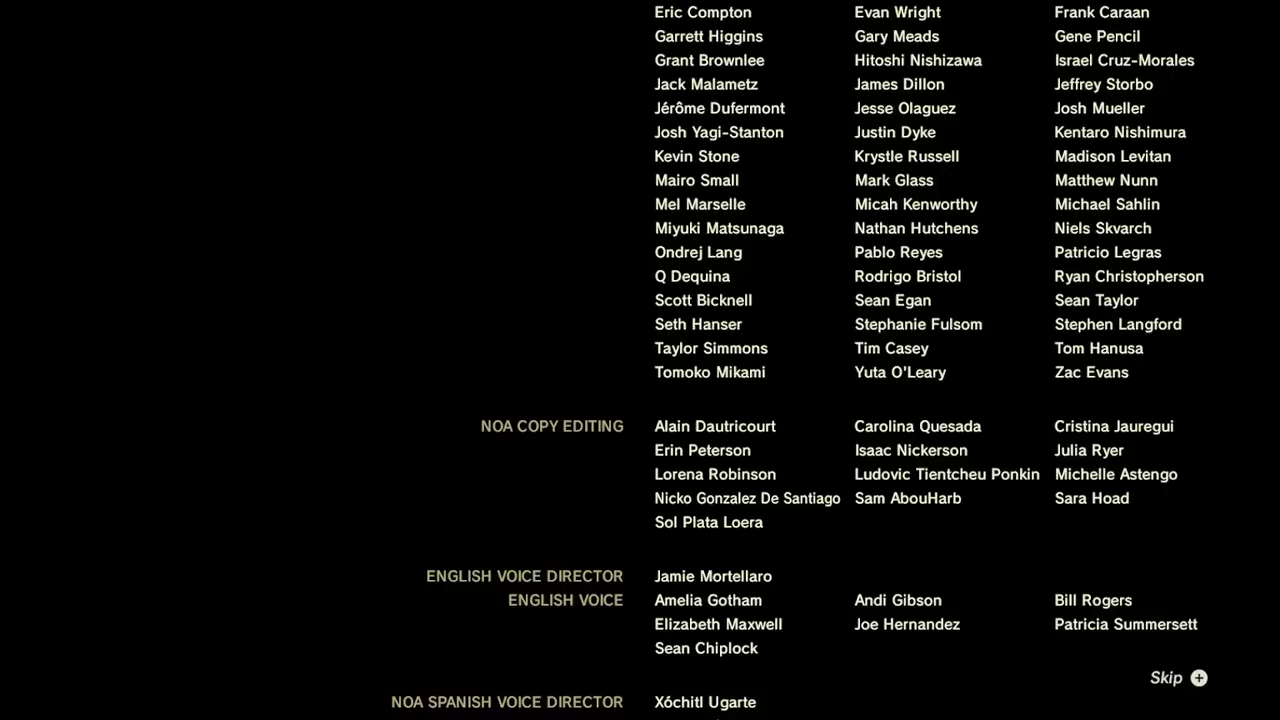 Eric Compton Evan Wright Frank Caraan
Garrett Higgins Gary Meads Gene Pencil
Grant Brownlee Hitoshi Nishizawa Israel Cruz-Morales
Jack Malametz James Dillon Jeffrey Storbo
Jérôme Dufermont Jesse Olaguez Josh Mueller
Josh Yagi-Stanton Justin Dyke Kentaro Nishimura
Kevin Stone Krystle Russell Madison Levitan
Mairo Small Mark Glass Matthew Nunn
Mel Marselle Micah Kenworthy Michael Sahlin
Miyuki Matsunaga Nathan Hutchens Niels Skvarch
Ondrej Lang Pablo Reyes Patricio Legras
Q Dequina Rodrigo Bristol Ryan Christopherson
Scott Bicknell Sean Egan Sean Taylor
Seth Hanser Stephanie Fulsom Stephen Langford
Taylor Simmons Tim Casey Tom Hanusa
Tomoko Mikami Yuta O'Leary Zac Evans
NOA COPY EDITING Alain Dautricourt Carolina Quesada Cristina Jauregui
Erin Peterson Isaac Nickerson Julia Ryer
Lorena Robinson Ludovic Tientcheu Ponkin Michelle Astengo
Nicko Gonzalez De Santiago Sam AbouHarb Sara Hoad
Sol Plata Loera
ENGLISH VOICE DIRECTOR Jamie Mortellaro
ENGLISH VOICE Amelia Gotham Andi Gibson Bill Rogers
Elizabeth Maxwell Joe Hernandez Patricia Summersett
Sean Chiplock
Skip +
NOA SPANISH VOICE DIRECTOR Xóchitl Ugarte